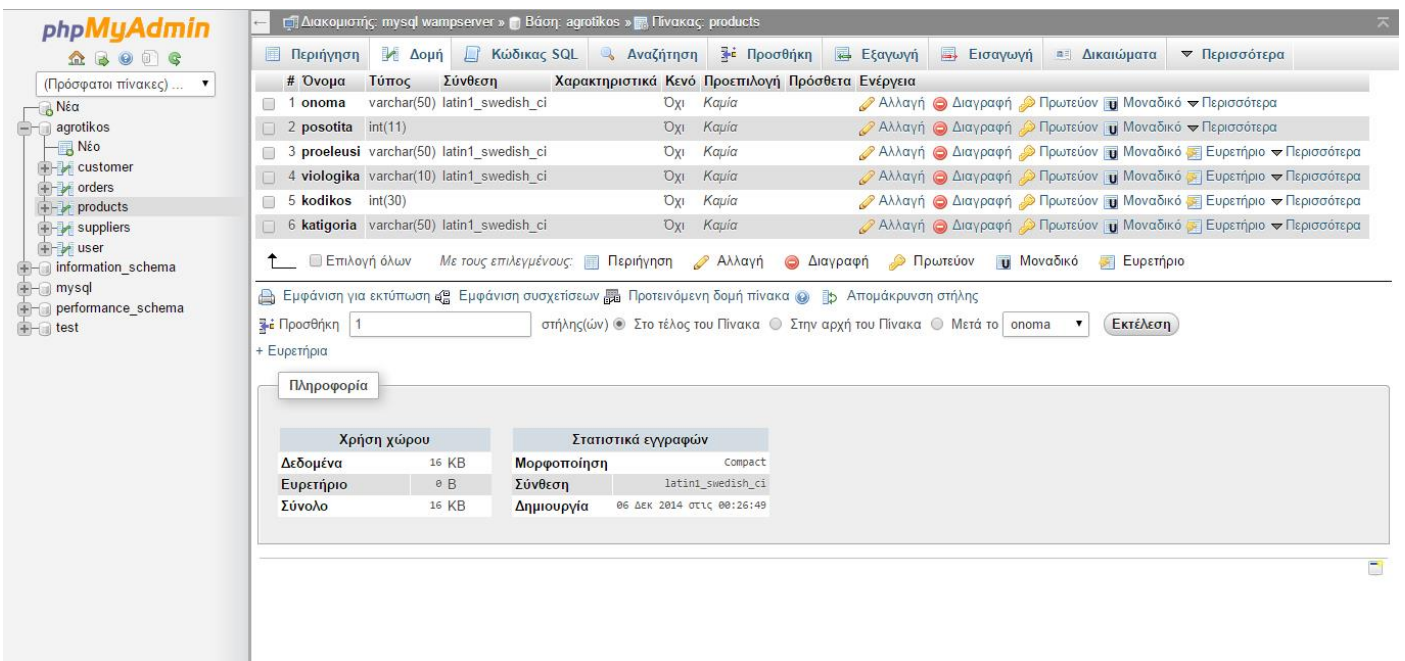 phpMyAdmin
(Πρόσφατοι πίνακες) ...
Νέα
agrotikos
Νέο
customer
orders
products
suppliers
user
information_schema
mysql
performance_schema
test
Διακομιστής: mysql wampserver » Βάση: agrotikos » Πίνακας: products
Περιήγηση Δομή Κώδικας SQL Αναζήτηση Προσθήκη Εξαγωγή Εισαγωγή Δικαιώματα Περισσότερα
# Όνομα Τύπος Σύνθεση Χαρακτηριστικά Κενό Προεπιλογή Πρόσθετα Ενέργεια
1 onoma varchar(50) latin1_swedish_ci Όχι Καμία Αλλαγή Διαγραφή Πρωτεύον Μοναδικό Περισσότερα
2 posotita int(11) Όχι Καμία Αλλαγή Διαγραφή Πρωτεύον Μοναδικό Περισσότερα
3 proeleusi varchar(50) latin1_swedish_ci Όχι Καμία Αλλαγή Διαγραφή Πρωτεύον Μοναδικό Ευρετήριο Περισσότερα
4 viologika varchar(10) latin1_swedish_ci Όχι Καμία Αλλαγή Διαγραφή Πρωτεύον Μοναδικό Ευρετήριο Περισσότερα
5 kodikos int(30) Όχι Καμία Αλλαγή Διαγραφή Πρωτεύον Μοναδικό Ευρετήριο Περισσότερα
6 katigoria varchar(50) latin1_swedish_ci Όχι Καμία Αλλαγή Διαγραφή Πρωτεύον Μοναδικό Ευρετήριο Περισσότερα
Επιλογή όλων Με τους επιλεγμένους: Περιήγηση Αλλαγή Διαγραφή Πρωτεύον Μοναδικό Ευρετήριο
Εμφάνιση για εκτύπωση Εμφάνιση συσχετίσεων Προτεινόμενη δομή πίνακα Απομάκρυνση στήλης
Προσθήκη 1 στήλης(ών) Στο τέλος του Πίνακα Στην αρχή του Πίνακα Μετά το onoma Εκτέλεση
+ Ευρετήρια
Πληροφορία
Χρήση χώρου
Δεδομένα 16 KB
Ευρετήριο 0 B
Σύνολο 16 KB
Στατιστικά εγγραφών
Μορφοποίηση Compact
Σύνθεση latin1_swedish_ci
Δημιουργία 06 Δεκ 2014 στις 00:26:49